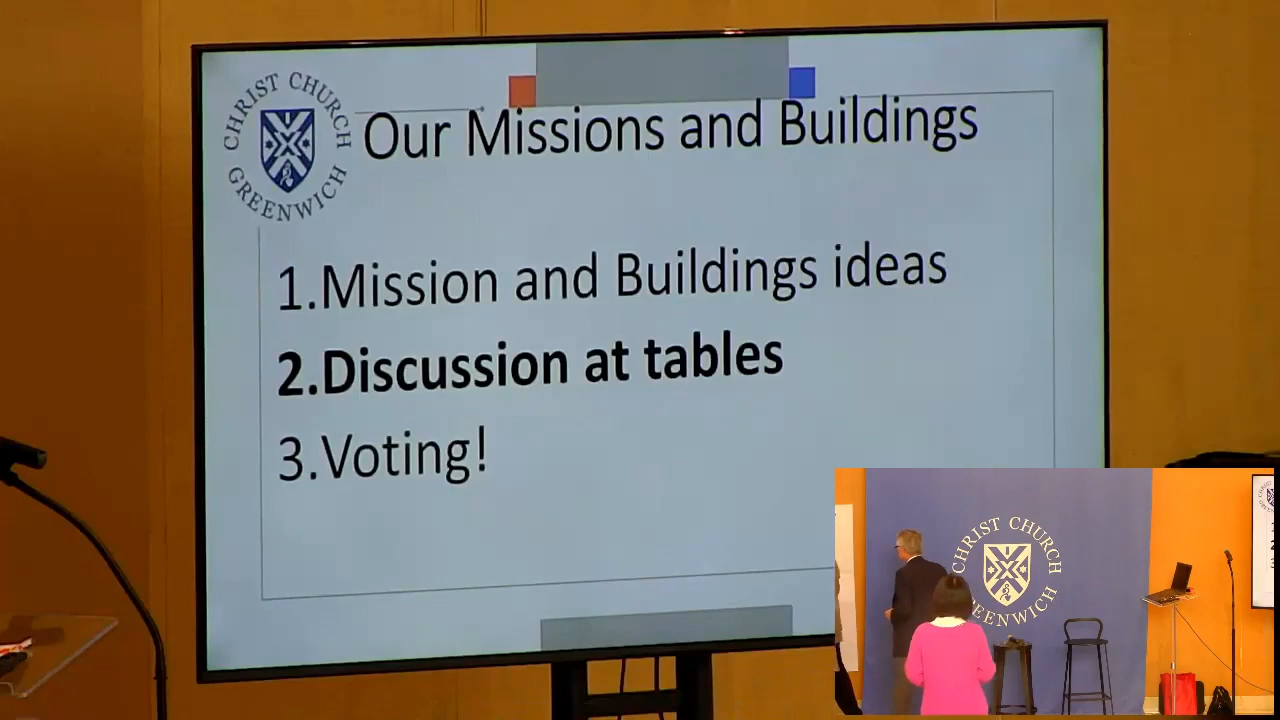 CHRIST CHURCH
GREENWICH
Our Missions and Buildings
1.Mission and Buildings ideas
2.Discussion at tables
3.Voting!
CHRIST CHURCH
GREENWICH